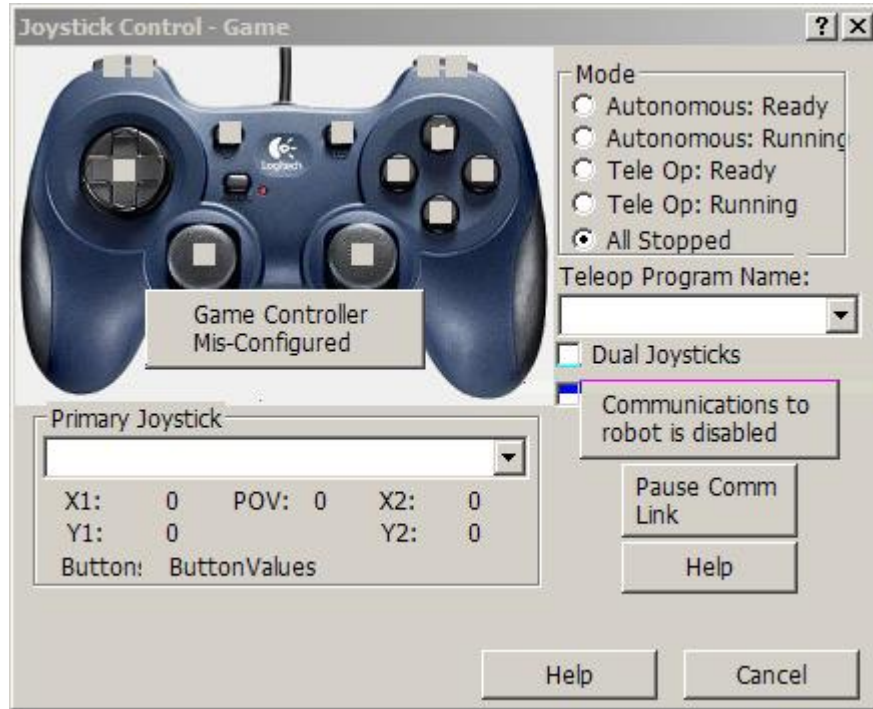 Joystick Control - Game
Logitech
Game Controller
Mis-Configured
Mode
Autonomous: Ready
Autonomous: Running
Tele Op: Ready
Tele Op: Running
All Stopped
Teleop Program Name:
Dual Joysticks
Communications to
robot is disabled
Primary Joystick
X1: 0 POV: 0 X2: 0
Y1: 0 Y2: 0
Button: ButtonValues
Pause Comm
Link
Help
Help Cancel